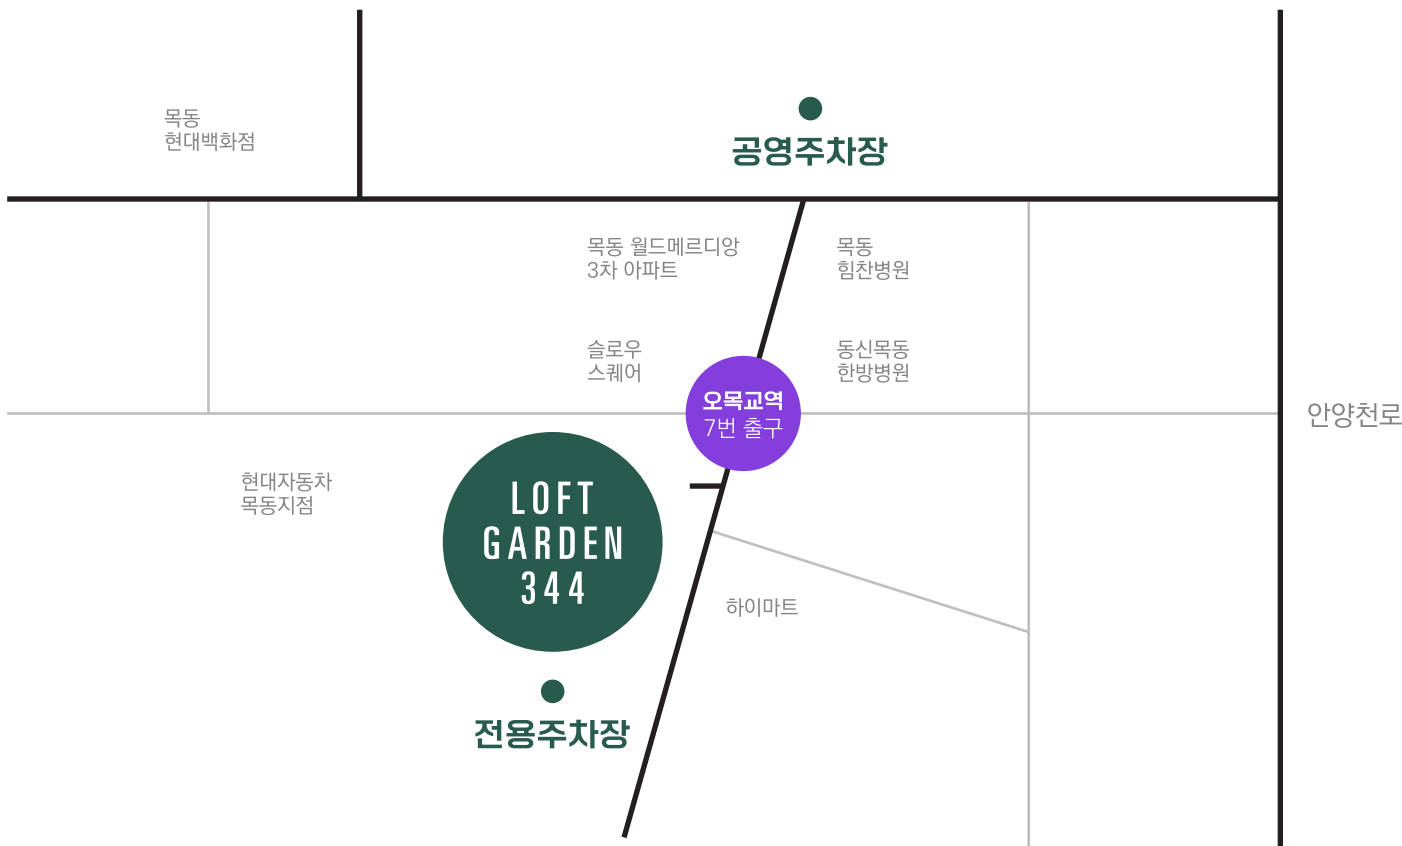 목동
현대백화점
공영주차장
목동 월드메르디앙
3차 아파트
목동
힘찬병원
슬로우
스퀘어
동신목동
한방병원
오목교역
7번 출구
안양천로
현대자동차
목동지점
LOFT
GARDEN
344
하이마트
전용주차장